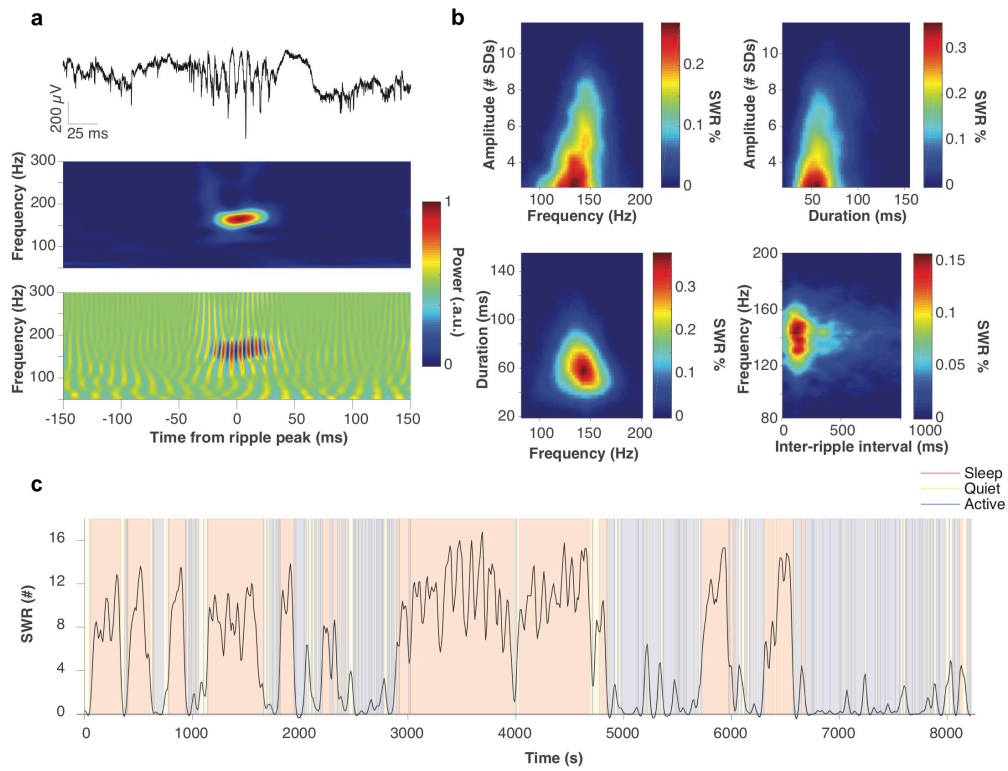 a
200 µV
25 ms
Frequency (Hz)
300
200
100
Frequency (Hz)
300
200
100
-150
-100
-50
0
50
100
150
Time from ripple peak (ms)
1
0
Power (.a.u.)
b
Amplitude (# SDs)
10
8
6
4
100
150
200
Frequency (Hz)
0.2
0.1
0
SWR %
Amplitude (# SDs)
10
8
6
4
50
100
150
Duration (ms)
0.3
0.2
0.1
0
SWR %
Duration (ms)
140
100
60
20
100
150
200
Frequency (Hz)
0.3
0.2
0.1
0
SWR %
Frequency (Hz)
200
160
120
80
0
500
1000
Inter-ripple interval (ms)
0.15
0.1
0.05
0
SWR %
c
Sleep
Quiet
Active
SWR (#)
16
12
8
4
0
0
1000
2000
3000
4000
5000
6000
7000
8000
Time (s)